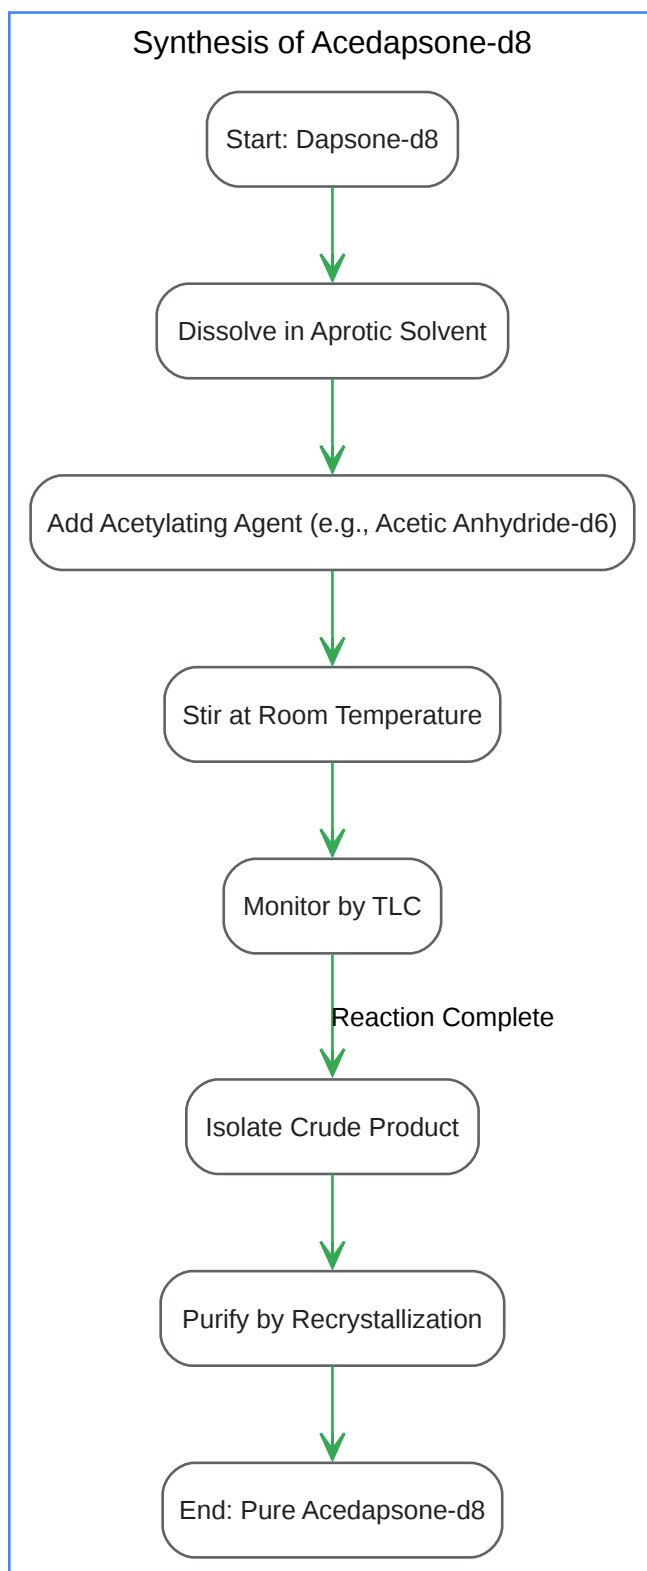 Synthesis of Acedapsone-d8
Start: Dapsone-d8
Dissolve in Aprotic Solvent
Add Acetylating Agent (e.g., Acetic Anhydride-d6)
Stir at Room Temperature
Monitor by TLC
Reaction Complete
Isolate Crude Product
Purify by Recrystallization
End: Pure Acedapsone-d8